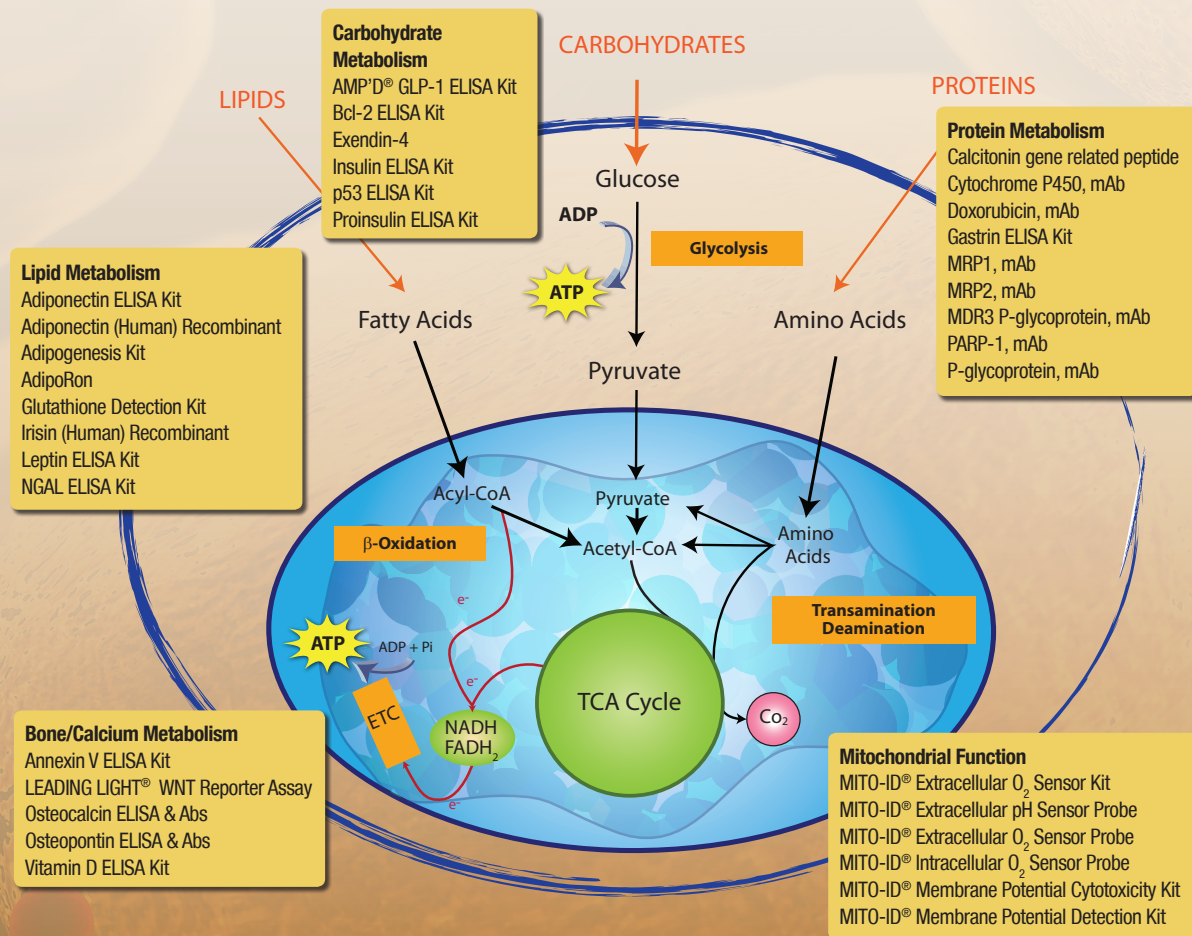 Carbohydrate
Metabolism
AMP'D® GLP-1 ELISA Kit
Bcl-2 ELISA Kit
Exendin-4
Insulin ELISA Kit
p53 ELISA Kit
Proinsulin ELISA Kit
CARBOHYDRATES
LIPIDS
PROTEINS
Protein Metabolism
Calcitonin gene related peptide
Cytochrome P450, mAb
Doxorubicin, mAb
Gastrin ELISA Kit
MRP1, mAb
MRP2, mAb
MDR3 P-glycoprotein, mAb
PARP-1, mAb
P-glycoprotein, mAb
Glucose
ADP
Glycolysis
ATP
Lipid Metabolism
Adiponectin ELISA Kit
Adiponectin (Human) Recombinant
Adipogenesis Kit
AdipoRon
Glutathione Detection Kit
Irisin (Human) Recombinant
Leptin ELISA Kit
NGAL ELISA Kit
Fatty Acids
Amino Acids
Pyruvate
Acyl-CoA
Pyruvate
β-Oxidation
Acetyl-CoA
Amino
Acids
e-
Transamination
Deamination
ATP
ADP + Pi
e-
ETC
NADH
FADH2
TCA Cycle
Co2
e-
Bone/Calcium Metabolism
Annexin V ELISA Kit
LEADING LIGHT® WNT Reporter Assay
Osteocalcin ELISA & Abs
Osteopontin ELISA & Abs
Vitamin D ELISA Kit
Mitochondrial Function
MITO-ID® Extracellular O2 Sensor Kit
MITO-ID® Extracellular pH Sensor Probe
MITO-ID® Extracellular O2 Sensor Probe
MITO-ID® Intracellular O2 Sensor Probe
MITO-ID® Membrane Potential Cytotoxicity Kit
MITO-ID® Membrane Potential Detection Kit